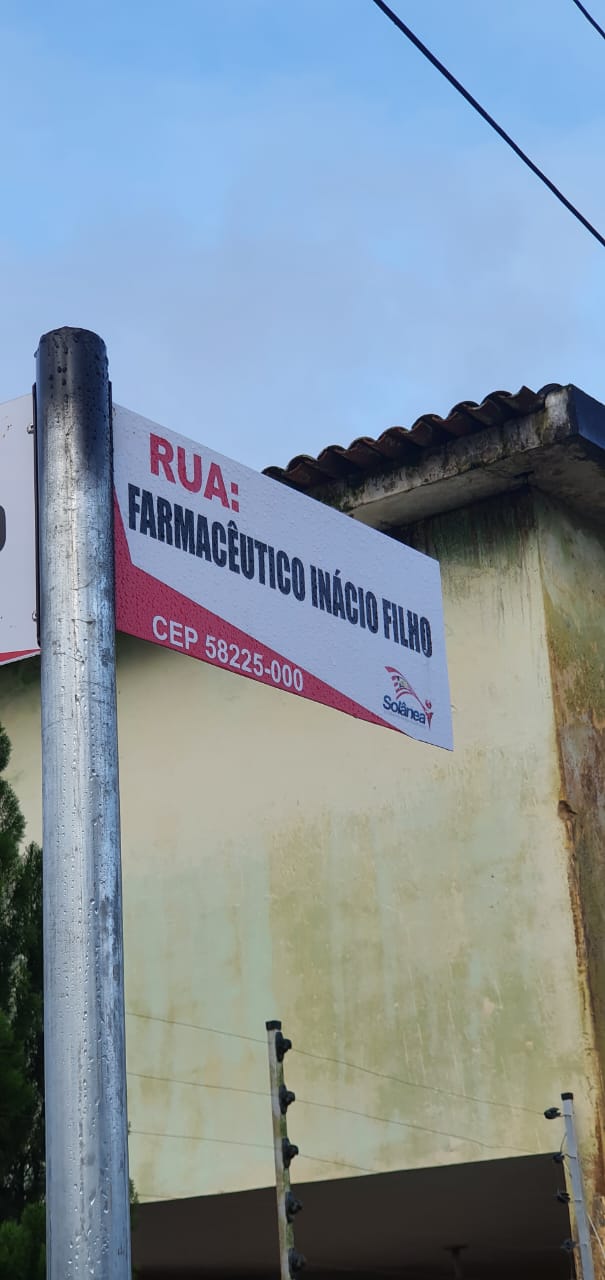 RUA:
FARMACÊUTICO INÁCIO FILHO
CEP 58225-000
Solânea